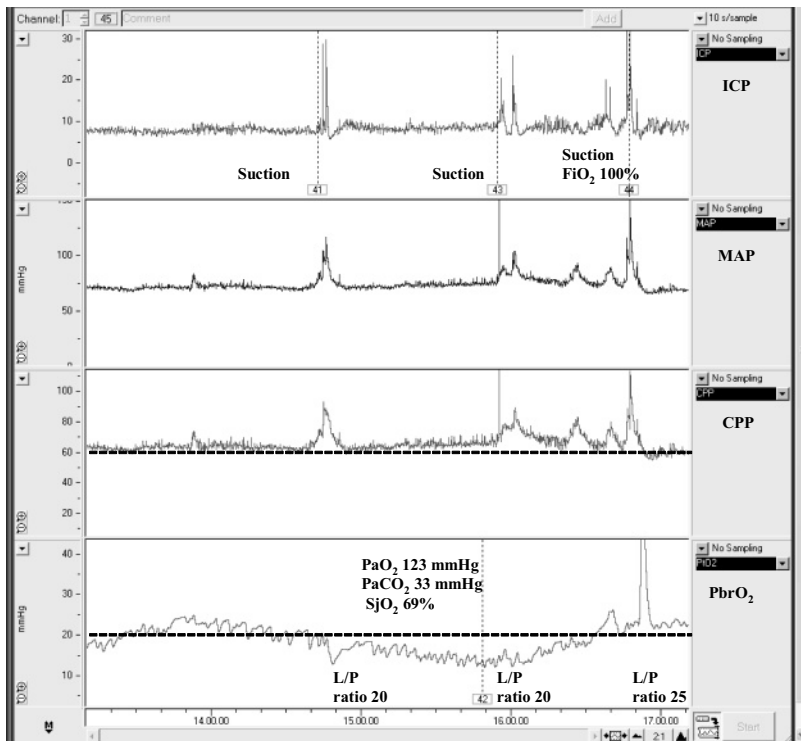 Channel: 1 45 Comment Add 10 s/sample
30
20
10
0
Suction
Suction
Suction
FiO2 100%
41
43
44
No Sampling
ICP
ICP
mmHg
100
50
No Sampling
MAP
MAP
mmHg
100
80
60
40
20
No Sampling
CPP
CPP
mmHg
40
30
20
10
PaO2 123 mmHg
PaCO2 33 mmHg
SjO2 69%
L/P
ratio 20
L/P
ratio 20
L/P
ratio 25
42
No Sampling
PtO2
PbrO2
14.00.00
15.00.00
16.00.00
17.00.00
M
21
Start